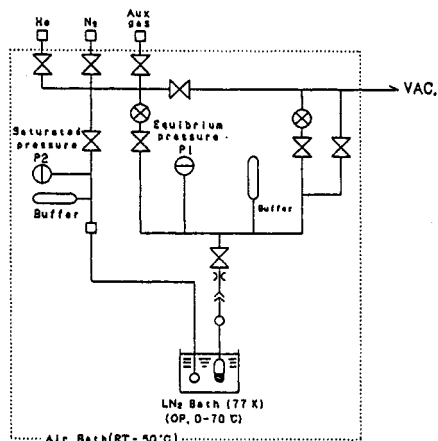 He N₂ Aux
gas
VAC.
Saturated
pressure
P2
Equibrium
pressure
P1
Buffer
Buffer
LN₂ Bath (77 K)
(OP, 0-70 ℃)
Air Bath(RT-50℃)